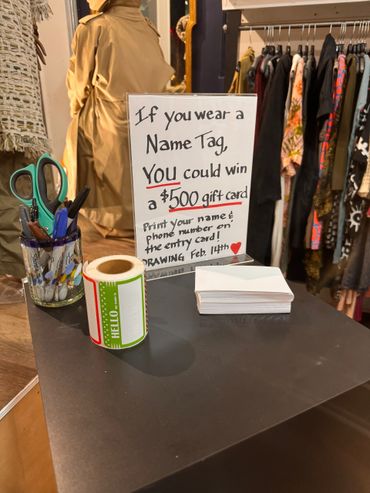 If you wear a
Name Tag,
YOU could win
a $500 gift card
Print your name &
phone number on
the entry card!
DRAWING Feb. 14th ♥
HELLO